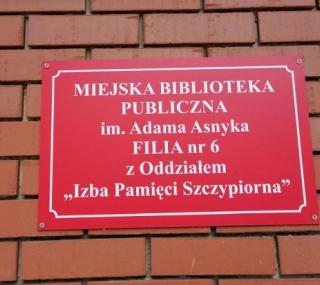 MIEJSKA BIBLIOTEKA
PUBLICZNA
im. Adama Asnyka
FILIA nr 6
z Oddziałem
„Izba Pamięci Szczypiorna”